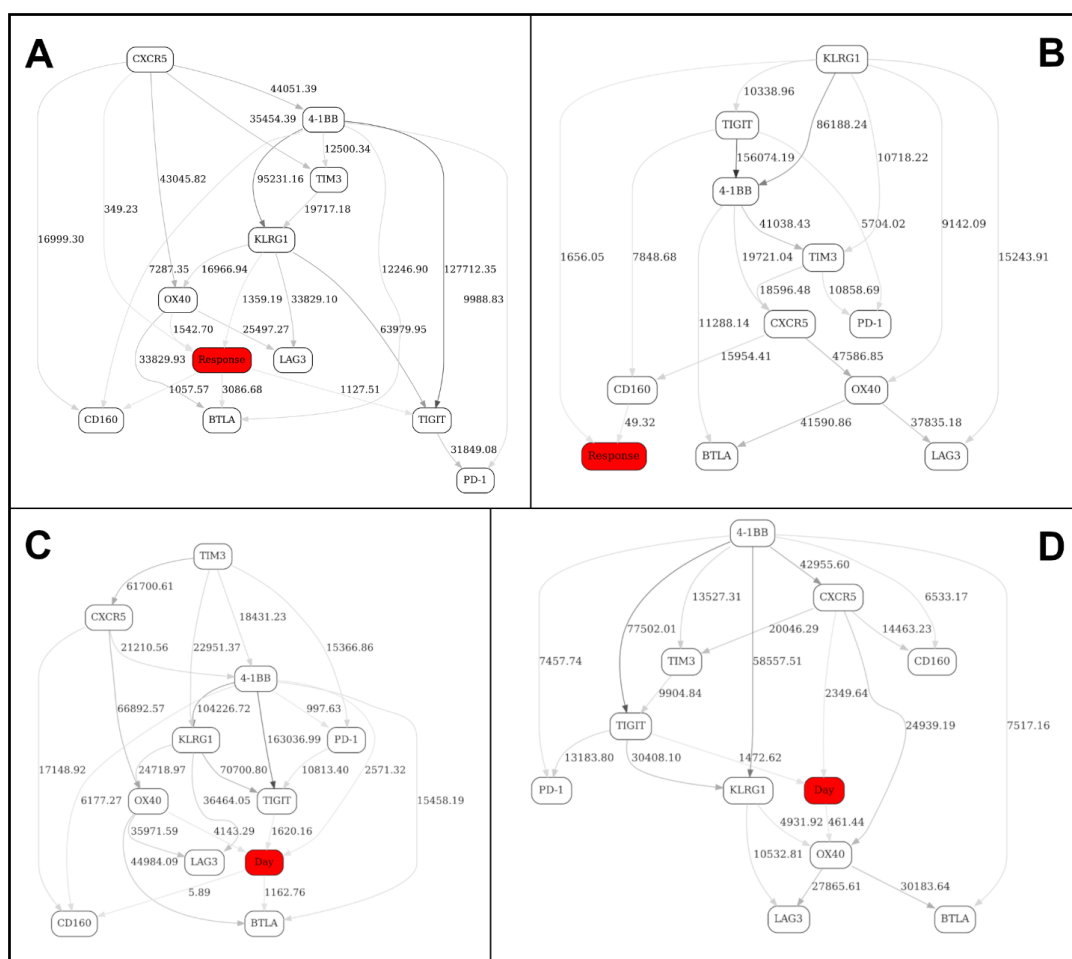 A
CXCR5
44051.39
35454.39
4-1BB
12500.34
TIM3
43045.82
95231.16
349.23
19717.18
16999.30
KLRG1
7287.35
16966.94
12246.90
127712.35
OX40
1359.19
33829.10
9988.83
1542.70
25497.27
63979.95
33829.93
Response
LAG3
1057.57
3086.68
1127.51
CD160
BTLA
TIGIT
31849.08
PD-1
B
KLRG1
10338.96
TIGIT
86188.24
156074.19
10718.22
4-1BB
41038.43
5704.02
9142.09
1656.05
7848.68
19721.04
TIM3
15243.91
18596.48
10858.69
11288.14
CXCR5
PD-1
15954.41
47586.85
CD160
OX40
49.32
41590.86
37835.18
Response
BTLA
LAG3
C
TIM3
61700.61
CXCR5
18431.23
21210.56
22951.37
15366.86
4-1BB
66892.57
104226.72
997.63
KLRG1
163036.99
PD-1
17148.92
24718.97
70700.80
10813.40
2571.32
6177.27
OX40
36464.05
TIGIT
15458.19
35971.59
4143.29
1620.16
44984.09
LAG3
Day
5.89
1162.76
CD160
BTLA
D
4-1BB
42955.60
13527.31
CXCR5
6533.17
77502.01
20046.29
14463.23
7457.74
TIM3
58557.51
CD160
9904.84
2349.64
TIGIT
24939.19
7517.16
13183.80
30408.10
1472.62
PD-1
KLRG1
Day
4931.92
461.44
10532.81
OX40
27865.61
30183.64
LAG3
BTLA